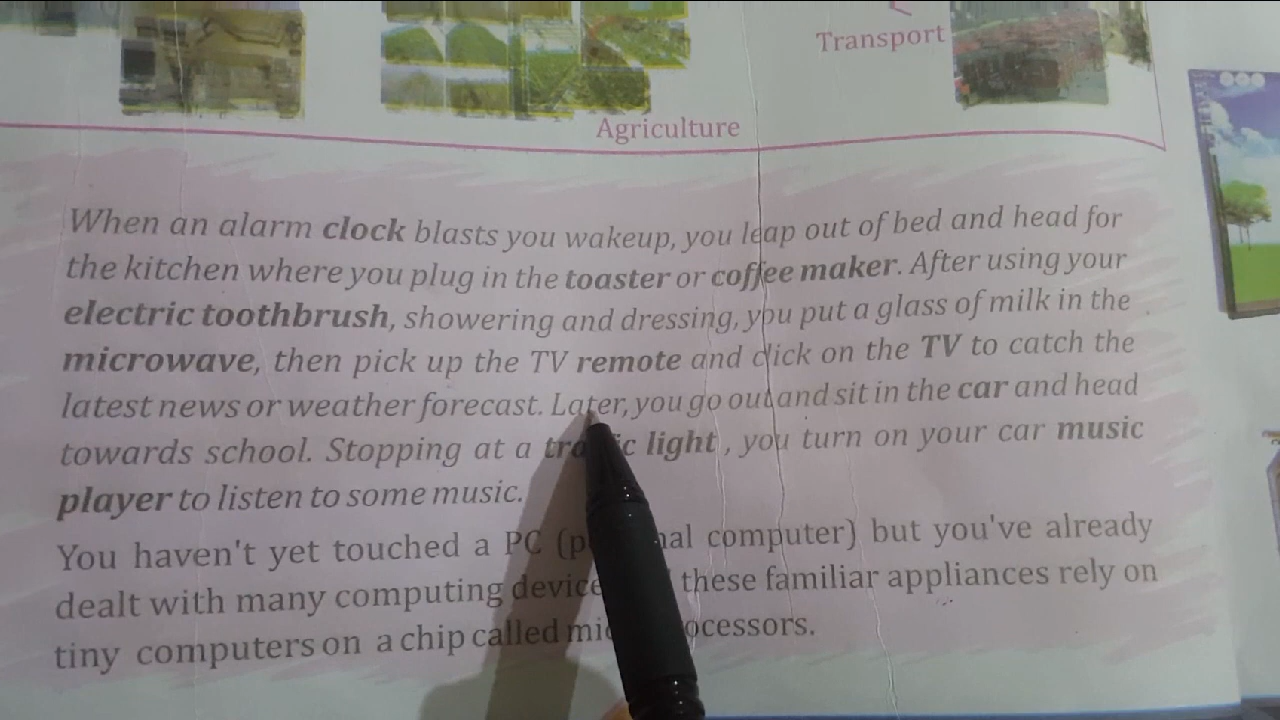 Transport
Agriculture
When an alarm clock blasts you wakeup, you leap out of bed and head for
the kitchen where you plug in the toaster or coffee maker. After using your
electric toothbrush, showering and dressing, you put a glass of milk in the
microwave, then pick up the TV remote and click on the TV to catch the
latest news or weather forecast. Later, you go out and sit in the car and head
towards school. Stopping at a light , you turn on your car music
player to listen to some music.
You haven't yet touched a PC computer) but you've already
dealt with many computing these familiar appliances rely on
tiny computers on a chip called